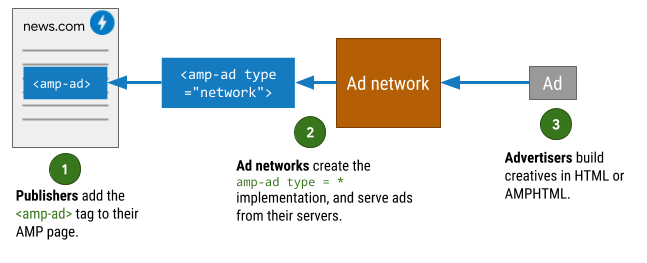 news.com
<amp-ad>
<amp-ad type
="network">
Ad network
Ad
1
Publishers add the
<amp-ad> tag to their
AMP page.
2
Ad networks create the
amp-ad type = *
implementation, and serve ads
from their servers.
3
Advertisers build
creatives in HTML or
AMPHTML.